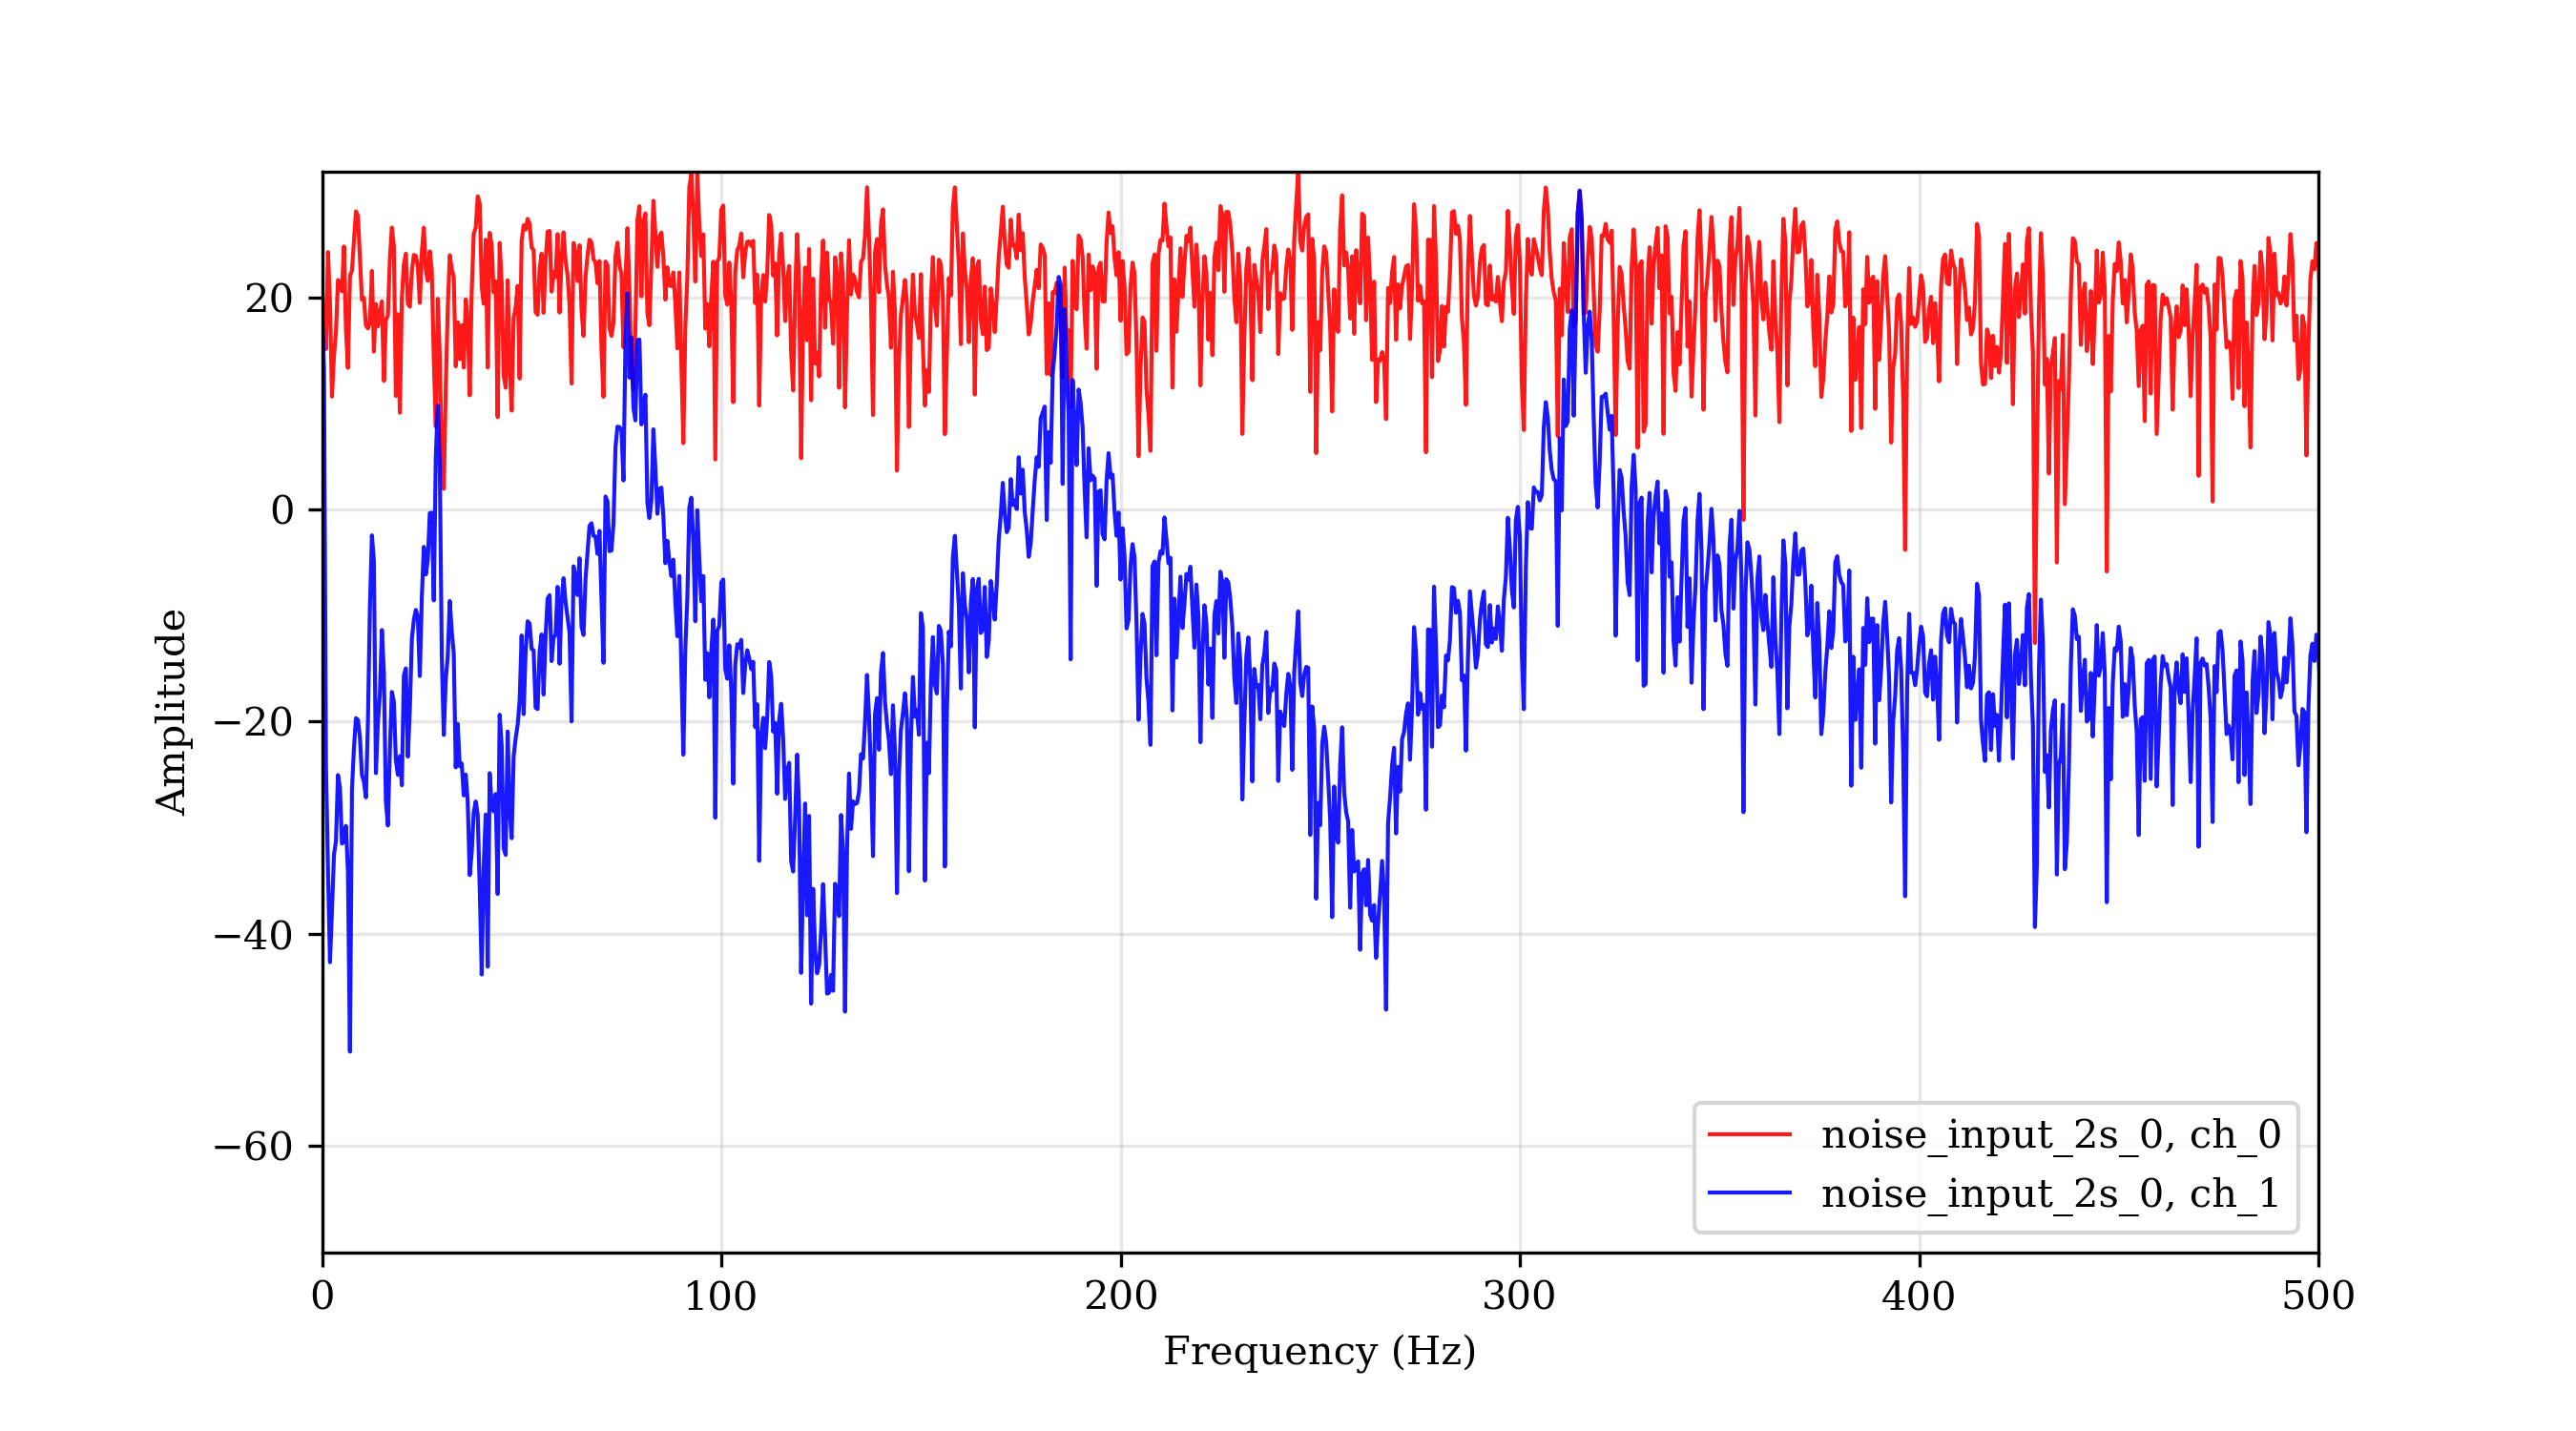 20
0
−20
−40
−60
Amplitude
0 100 200 300 400 500
Frequency (Hz)
noise_input_2s_0, ch_0
noise_input_2s_0, ch_1